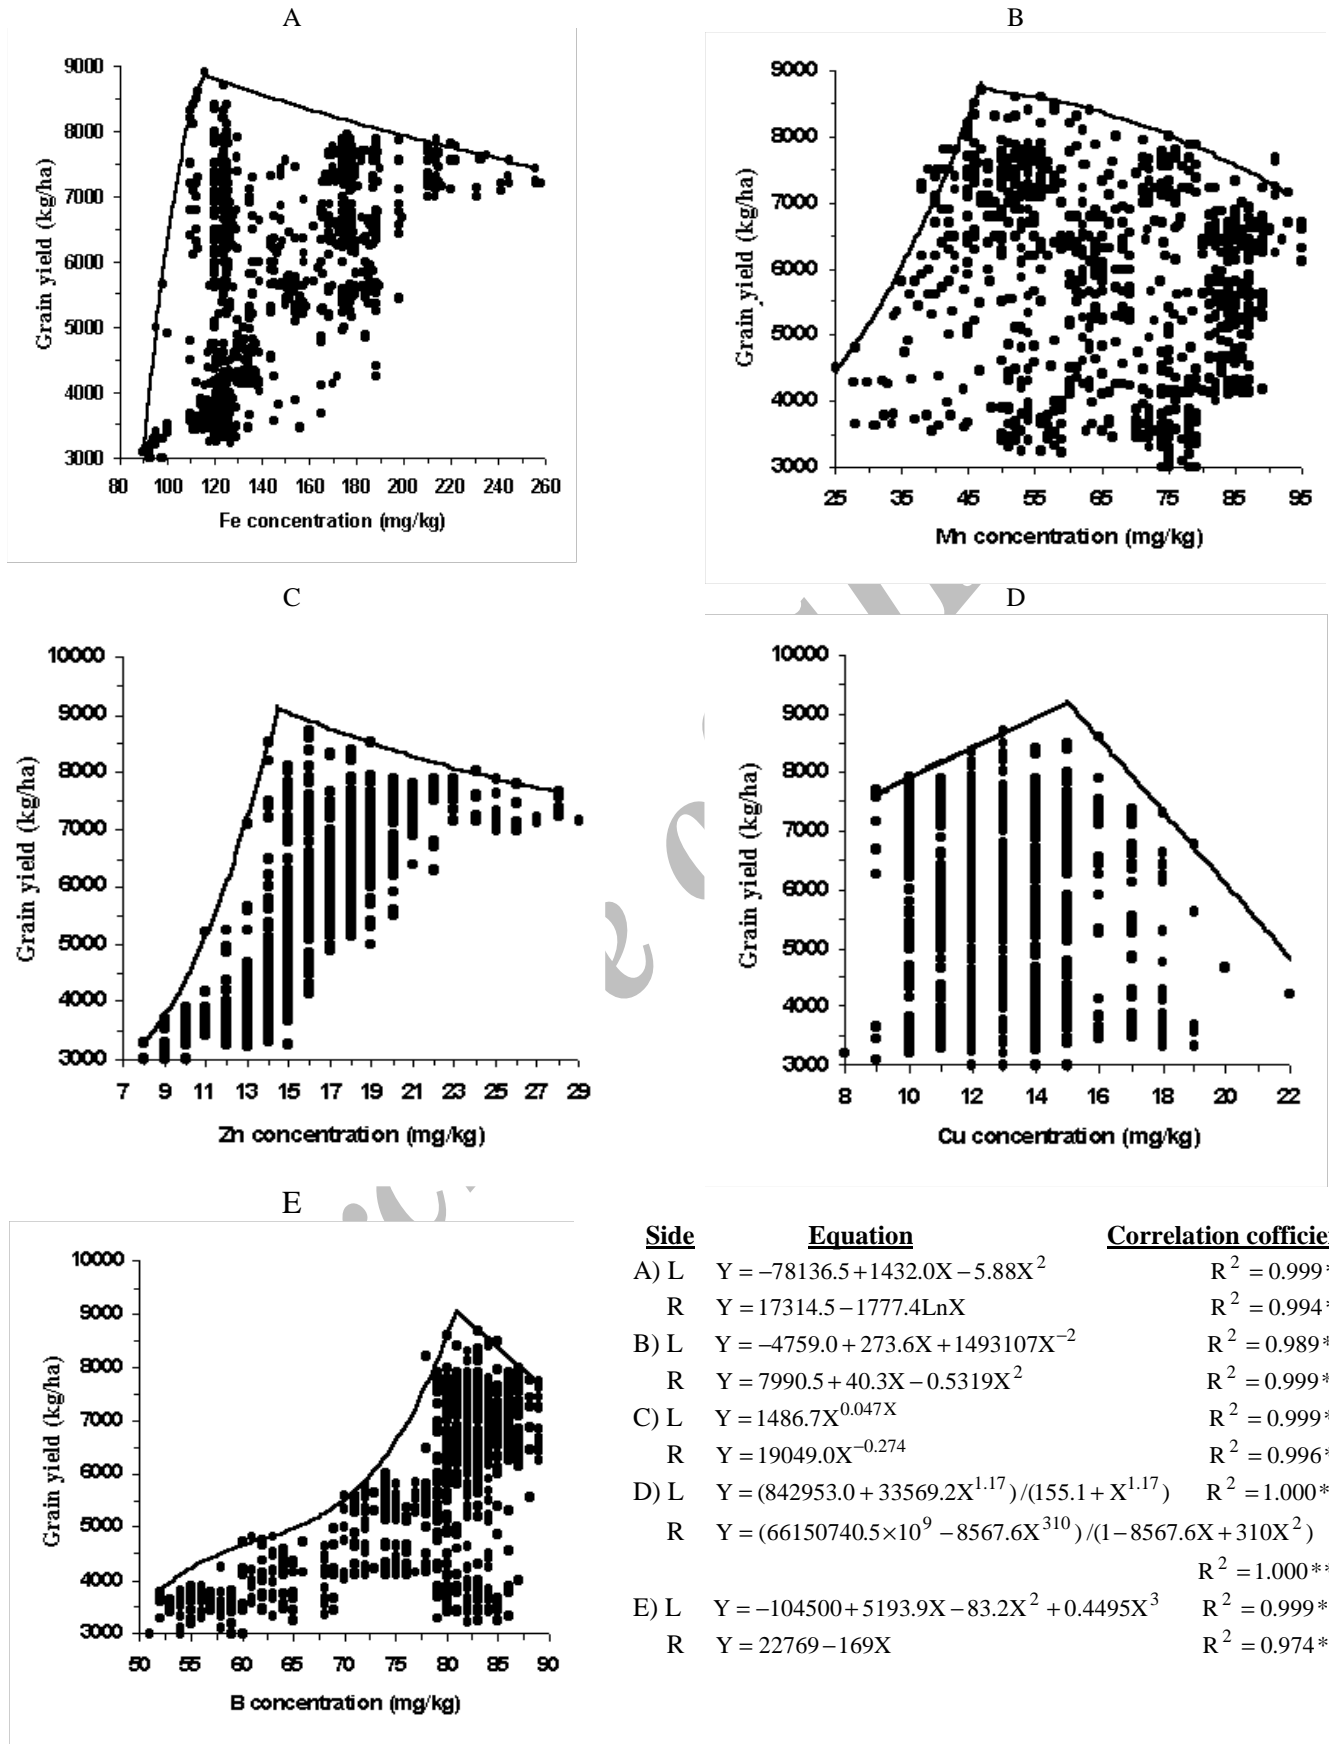 A
9000
8000
7000
6000
5000
4000
3000
Grain yield (kg/ha)
80 100 120 140 160 180 200 220 240 260
Fe concentration (mg/kg)
B
9000
8000
7000
6000
5000
4000
3000
Grain yield (kg/ha)
25 35 45 55 65 75 85 95
Mn concentration (mg/kg)
C
10000
9000
8000
7000
6000
5000
4000
3000
Grain yield (kg/ha)
7 9 11 13 15 17 19 21 23 25 27 29
Zn concentration (mg/kg)
D
10000
9000
8000
7000
6000
5000
4000
3000
Grain yield (kg/ha)
8 10 12 14 16 18 20 22
Cu concentration (mg/kg)
E
10000
9000
8000
7000
6000
5000
4000
3000
Grain yield (kg/ha)
50 55 60 65 70 75 80 85 90
B concentration (mg/kg)
Side Equation Correlation cofficie
A) L Y = −78136.5 + 1432.0X − 5.88X² R² = 0.999*
R Y = 17314.5 − 1777.4LnX R² = 0.994*
B) L Y = −4759.0 + 273.6X + 1493107X⁻² R² = 0.989*
R Y = 7990.5 + 40.3X − 0.5319X² R² = 0.999*
C) L Y = 1486.7X^0.047X R² = 0.999*
R Y = 19049.0X^−0.274 R² = 0.996*
D) L Y = (842953.0 + 33569.2X^1.17)/(155.1 + X^1.17) R² = 1.000*
R Y = (66150740.5×10⁹ − 8567.6X^310)/(1 − 8567.6X + 310X²)
R² = 1.000**
E) L Y = −104500 + 5193.9X − 83.2X² + 0.4495X³ R² = 0.999*
R Y = 22769 − 169X R² = 0.974*